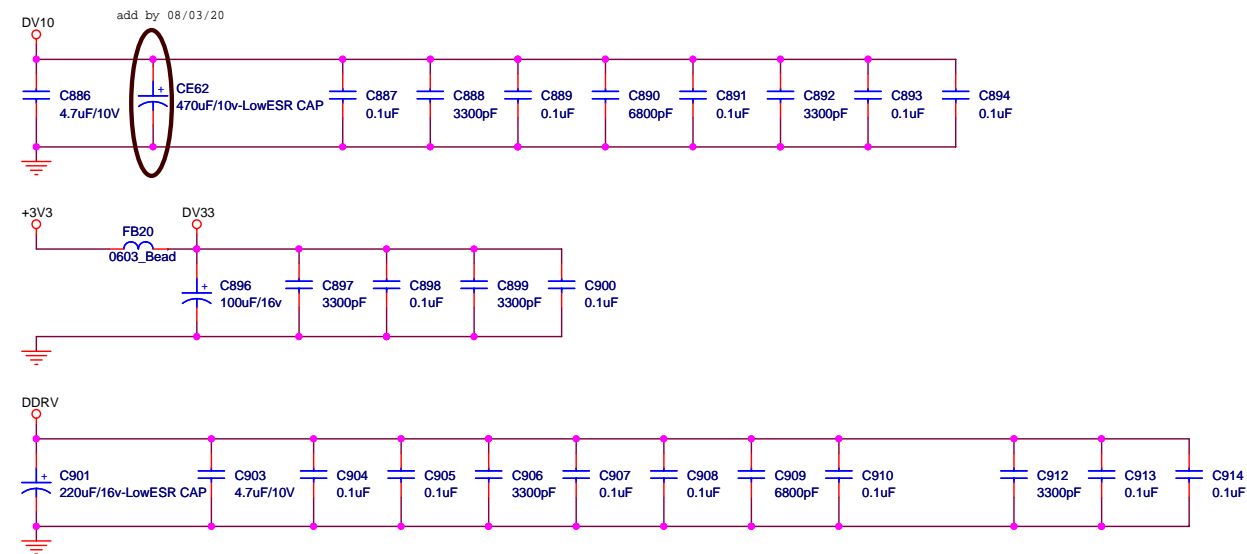 add by 08/03/20
DV10
C886
4.7uF/10V
+
CE62
470uF/10v-LowESR CAP
C887
0.1uF
C888
3300pF
C889
0.1uF
C890
6800pF
C891
0.1uF
C892
3300pF
C893
0.1uF
C894
0.1uF
+3V3
FB20
0603_Bead
DV33
+
C896
100uF/16v
C897
3300pF
C898
0.1uF
C899
3300pF
C900
0.1uF
DDRV
+
C901
220uF/16v-LowESR CAP
C903
4.7uF/10V
C904
0.1uF
C905
0.1uF
C906
3300pF
C907
0.1uF
C908
0.1uF
C909
6800pF
C910
0.1uF
C912
3300pF
C913
0.1uF
C914
0.1uF